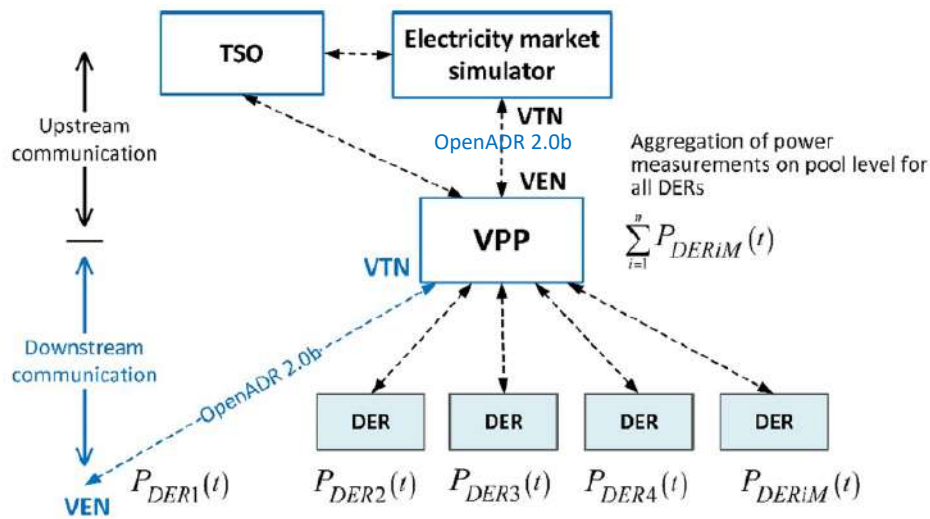 TSO
Electricity market
simulator
VTN
OpenADR 2.0b
VEN
Upstream
communication
Aggregation of power
measurements on pool level for
all DERs
VPP
\sum_{i=1}^{n} P_{DERiM}(t)
VTN
Downstream
communication
OpenADR 2.0b
DER
DER
DER
DER
VEN
P_{DER1}(t)
P_{DER2}(t)
P_{DER3}(t)
P_{DER4}(t)
P_{DERiM}(t)